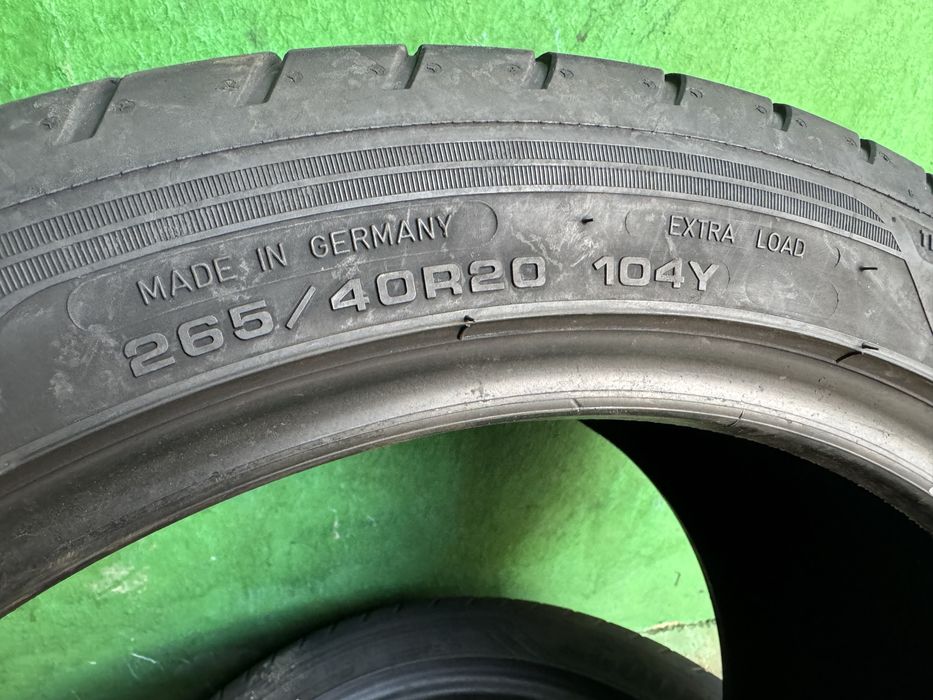 MADE IN GERMANY
EXTRA LOAD
265/40R20 104Y